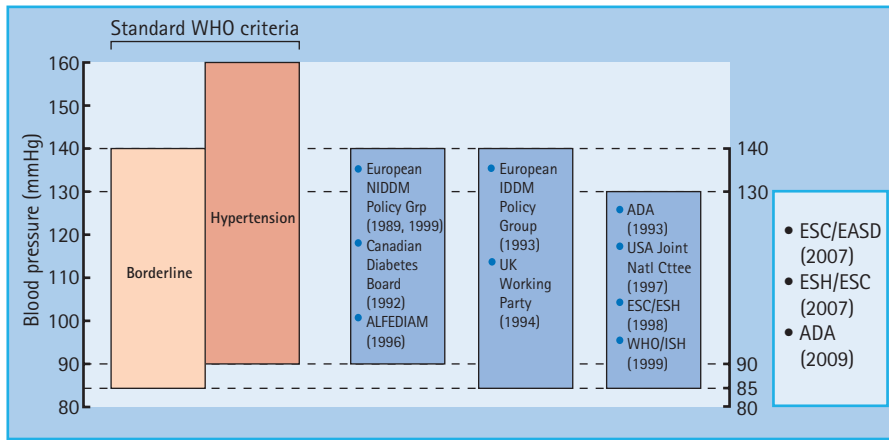 Standard WHO criteria
Blood pressure (mmHg)
160
150
140
130
120
110
100
90
80
Borderline
Hypertension
• European
NIDDM
Policy Grp
(1989, 1999)
• Canadian
Diabetes
Board
(1992)
• ALFEDIAM
(1996)
• European
IDDM
Policy
Group
(1993)
• UK
Working
Party
(1994)
• ADA
(1993)
• USA Joint
Natl Cttee
(1997)
• ESC/ESH
(1998)
• WHO/ISH
(1999)
140
130
90
85
80
• ESC/EASD
(2007)
• ESH/ESC
(2007)
• ADA
(2009)